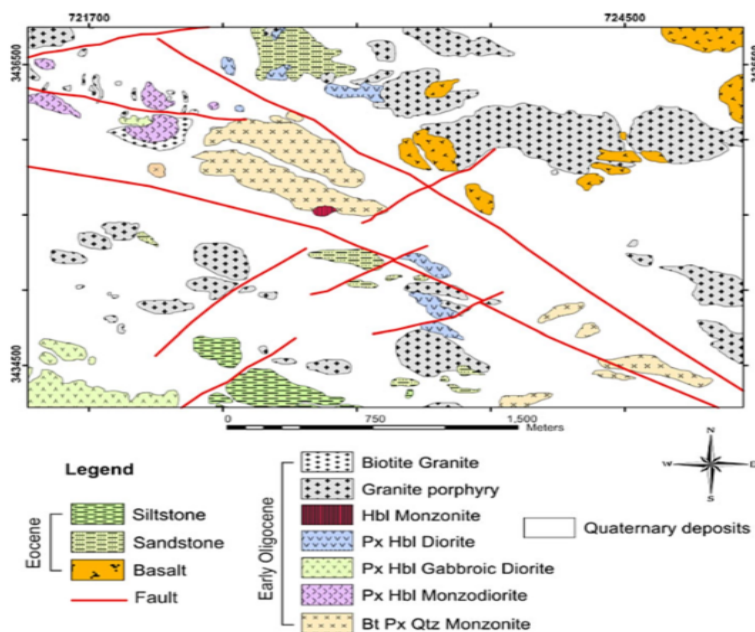 721700
724500
3436500
3434500
0
750
1,500
Meters
N
W
S
Legend
Eocene
Siltstone
Sandstone
Basalt
Fault
Early Oligocene
Biotite Granite
Granite porphyry
Hbl Monzonite
Px Hbl Diorite
Px Hbl Gabbroic Diorite
Px Hbl Monzodiorite
Bt Px Qtz Monzonite
Quaternary deposits